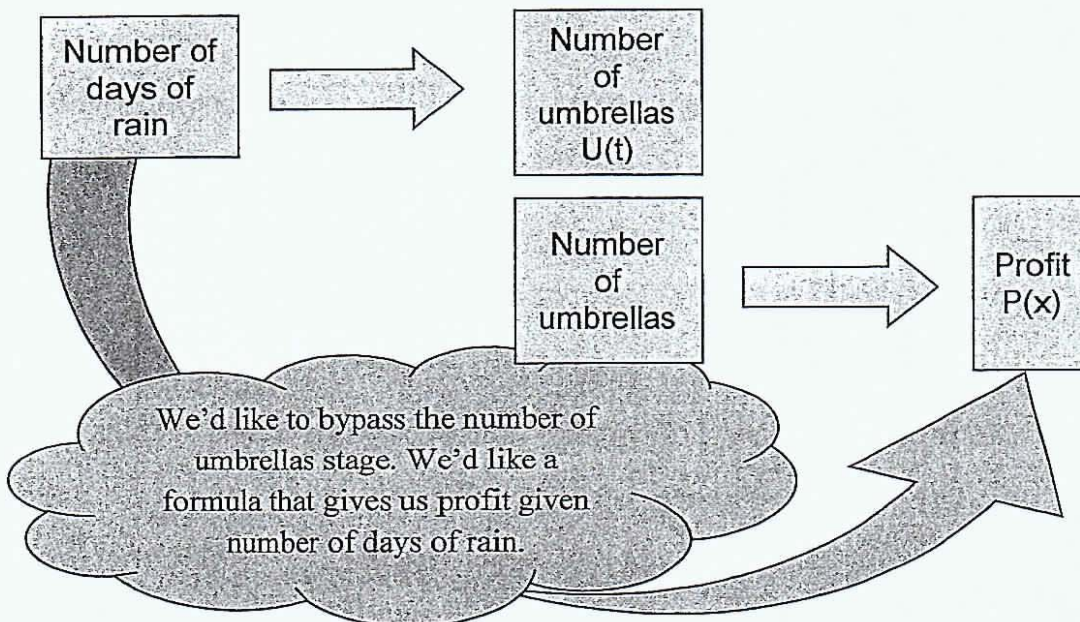 Number of
days of
rain
Number
of
umbrellas
U(t)
Number
of
umbrellas
Profit
P(x)
We'd like to bypass the number of
umbrellas stage. We'd like a
formula that gives us profit given
number of days of rain.